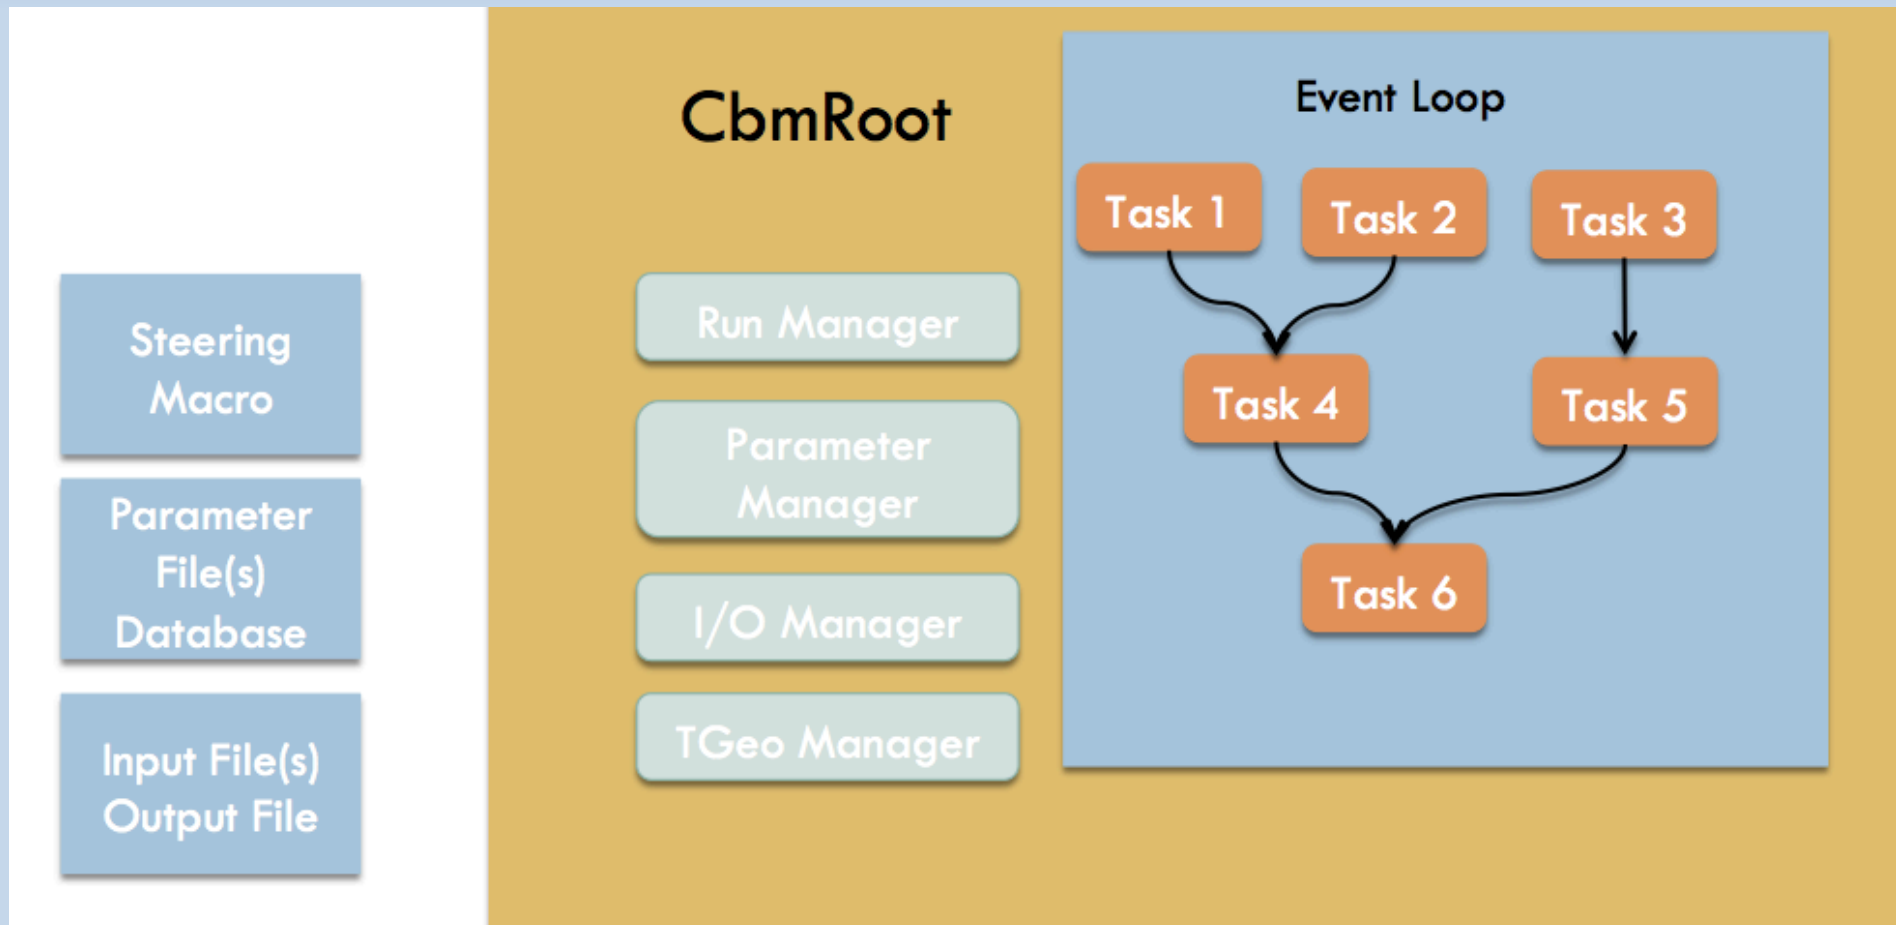 CbmRoot
Event Loop
Task 1
Task 2
Task 3
Task 4
Task 5
Task 6
Run Manager
Parameter
Manager
I/O Manager
TGeo Manager
Steering
Macro
Parameter
File(s)
Database
Input File(s)
Output File